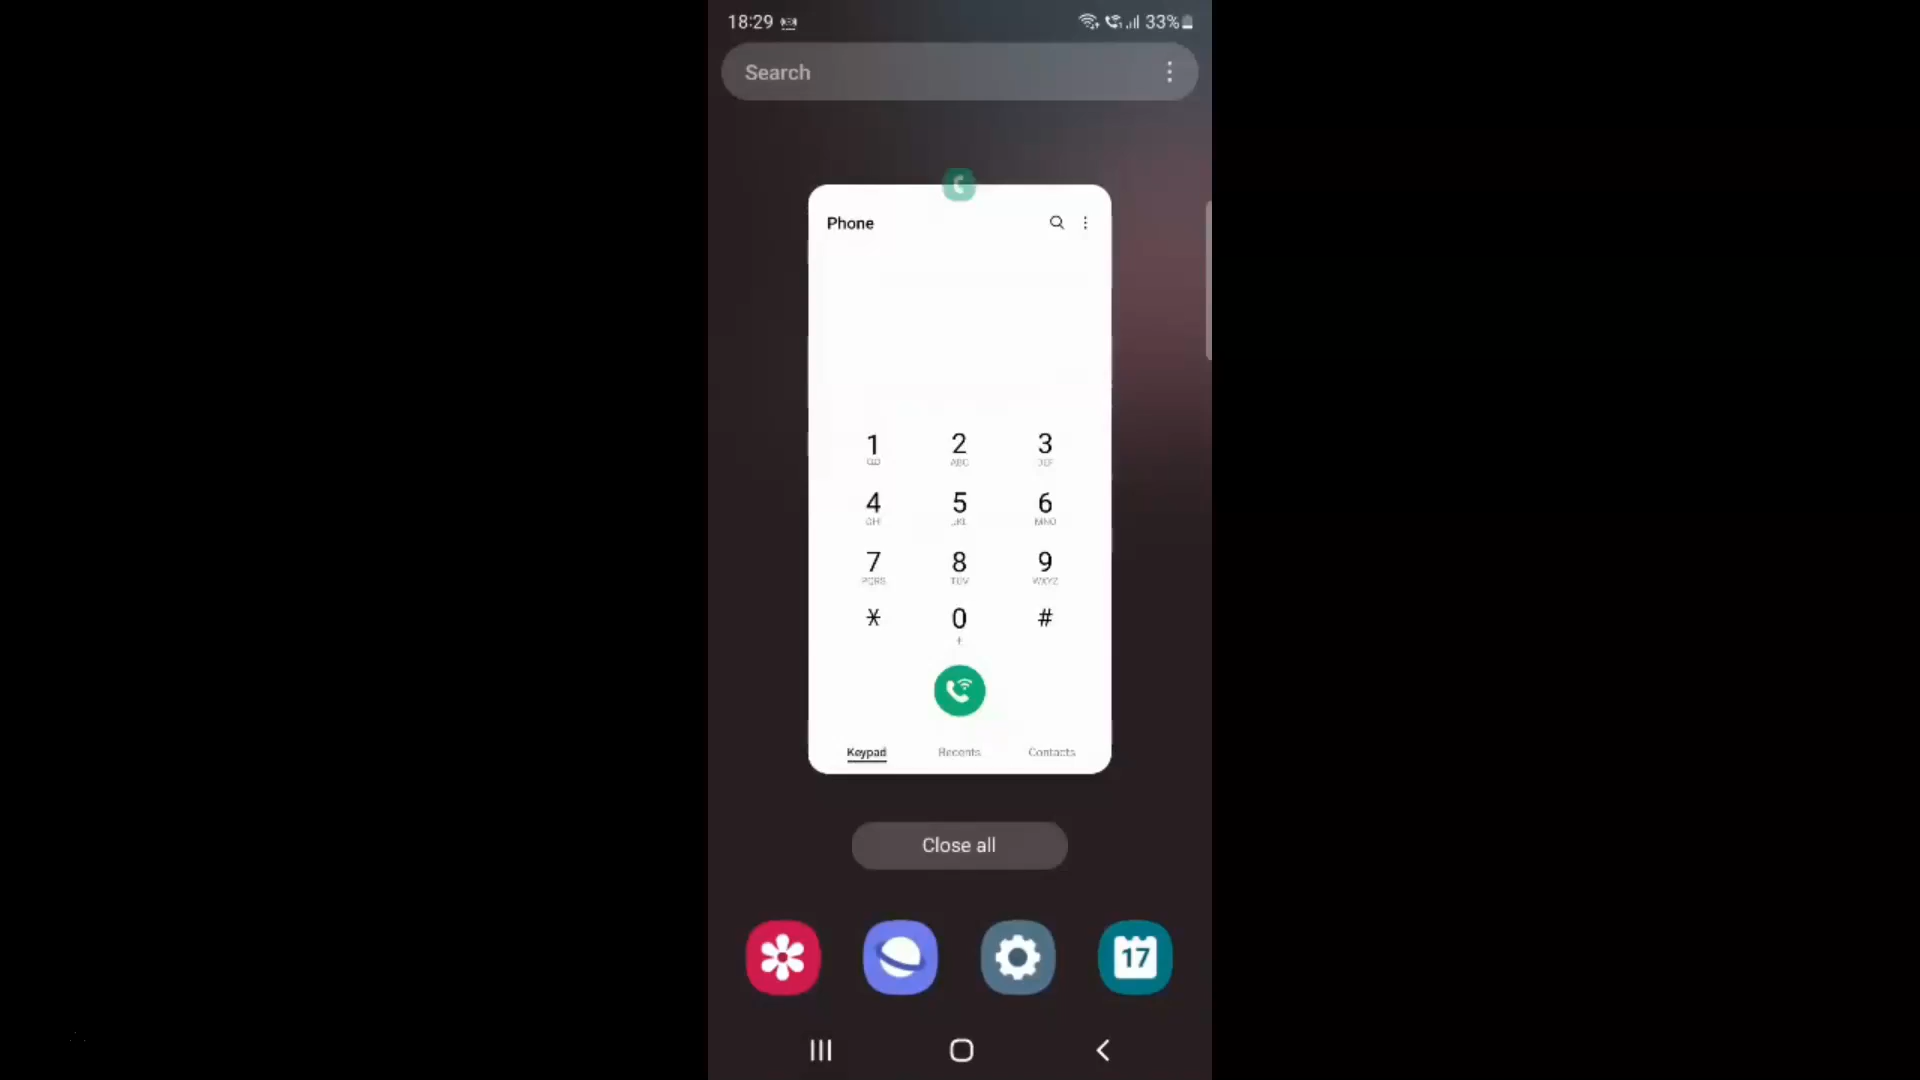 18:29 33%
Search
Phone
1 2 3
ABC DEF
4 5 6
GHI JKL MNO
7 8 9
PQRS TUV WXYZ
* 0 #
+
Keypad Recents Contacts
Close all
17